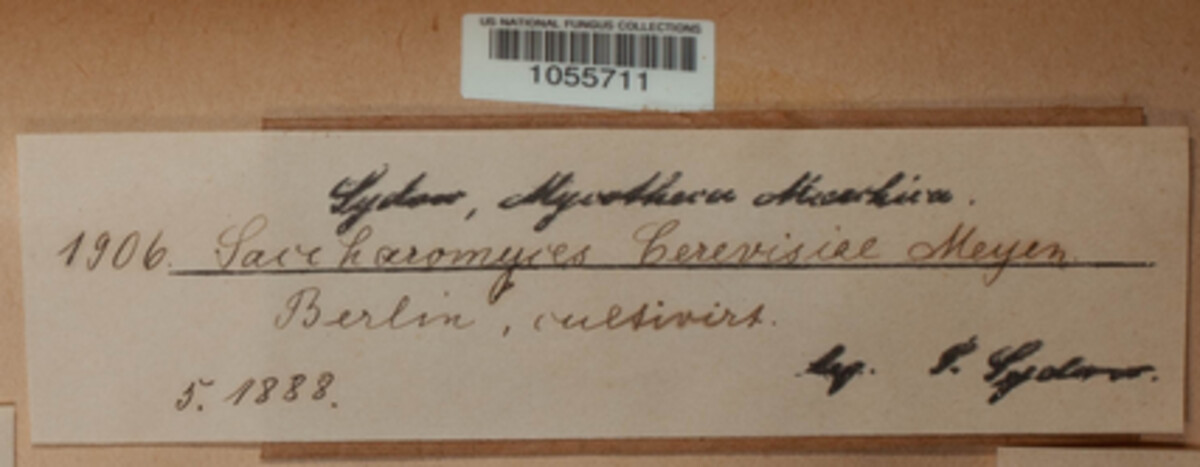 US NATIONAL FUNGUS COLLECTIONS
1055711
Sydow, Mycotheca Marchica.
1906. Saccharomyces Cerevisiae Meyen.
Berlin, cultivirt.
leg. P. Sydow.
5. 1888.